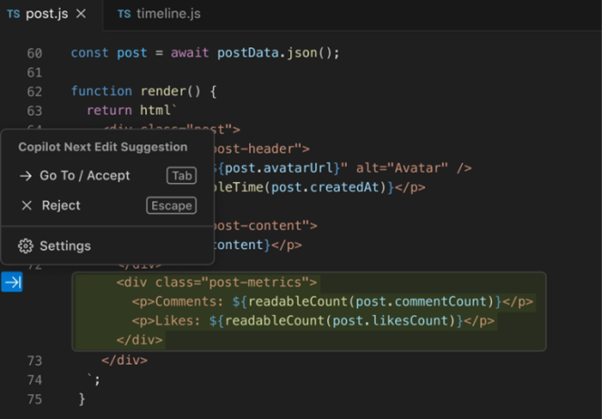 TS post.js ×
TS timeline.js
60 const post = await postData.json();
61
62 function render() {
63 return html`
64 <div class="post">
Copilot Next Edit Suggestion
Go To / Accept Tab
Reject Escape
Settings
post-header">
${post.avatarUrl}" alt="Avatar" />
bleTime(post.createdAt)}</p>
post-content">
content}</p>
72 </div>
<div class="post-metrics">
<p>Comments: ${readableCount(post.commentCount)}</p>
<p>Likes: ${readableCount(post.likesCount)}</p>
</div>
73 </div>
74 `;
75 }